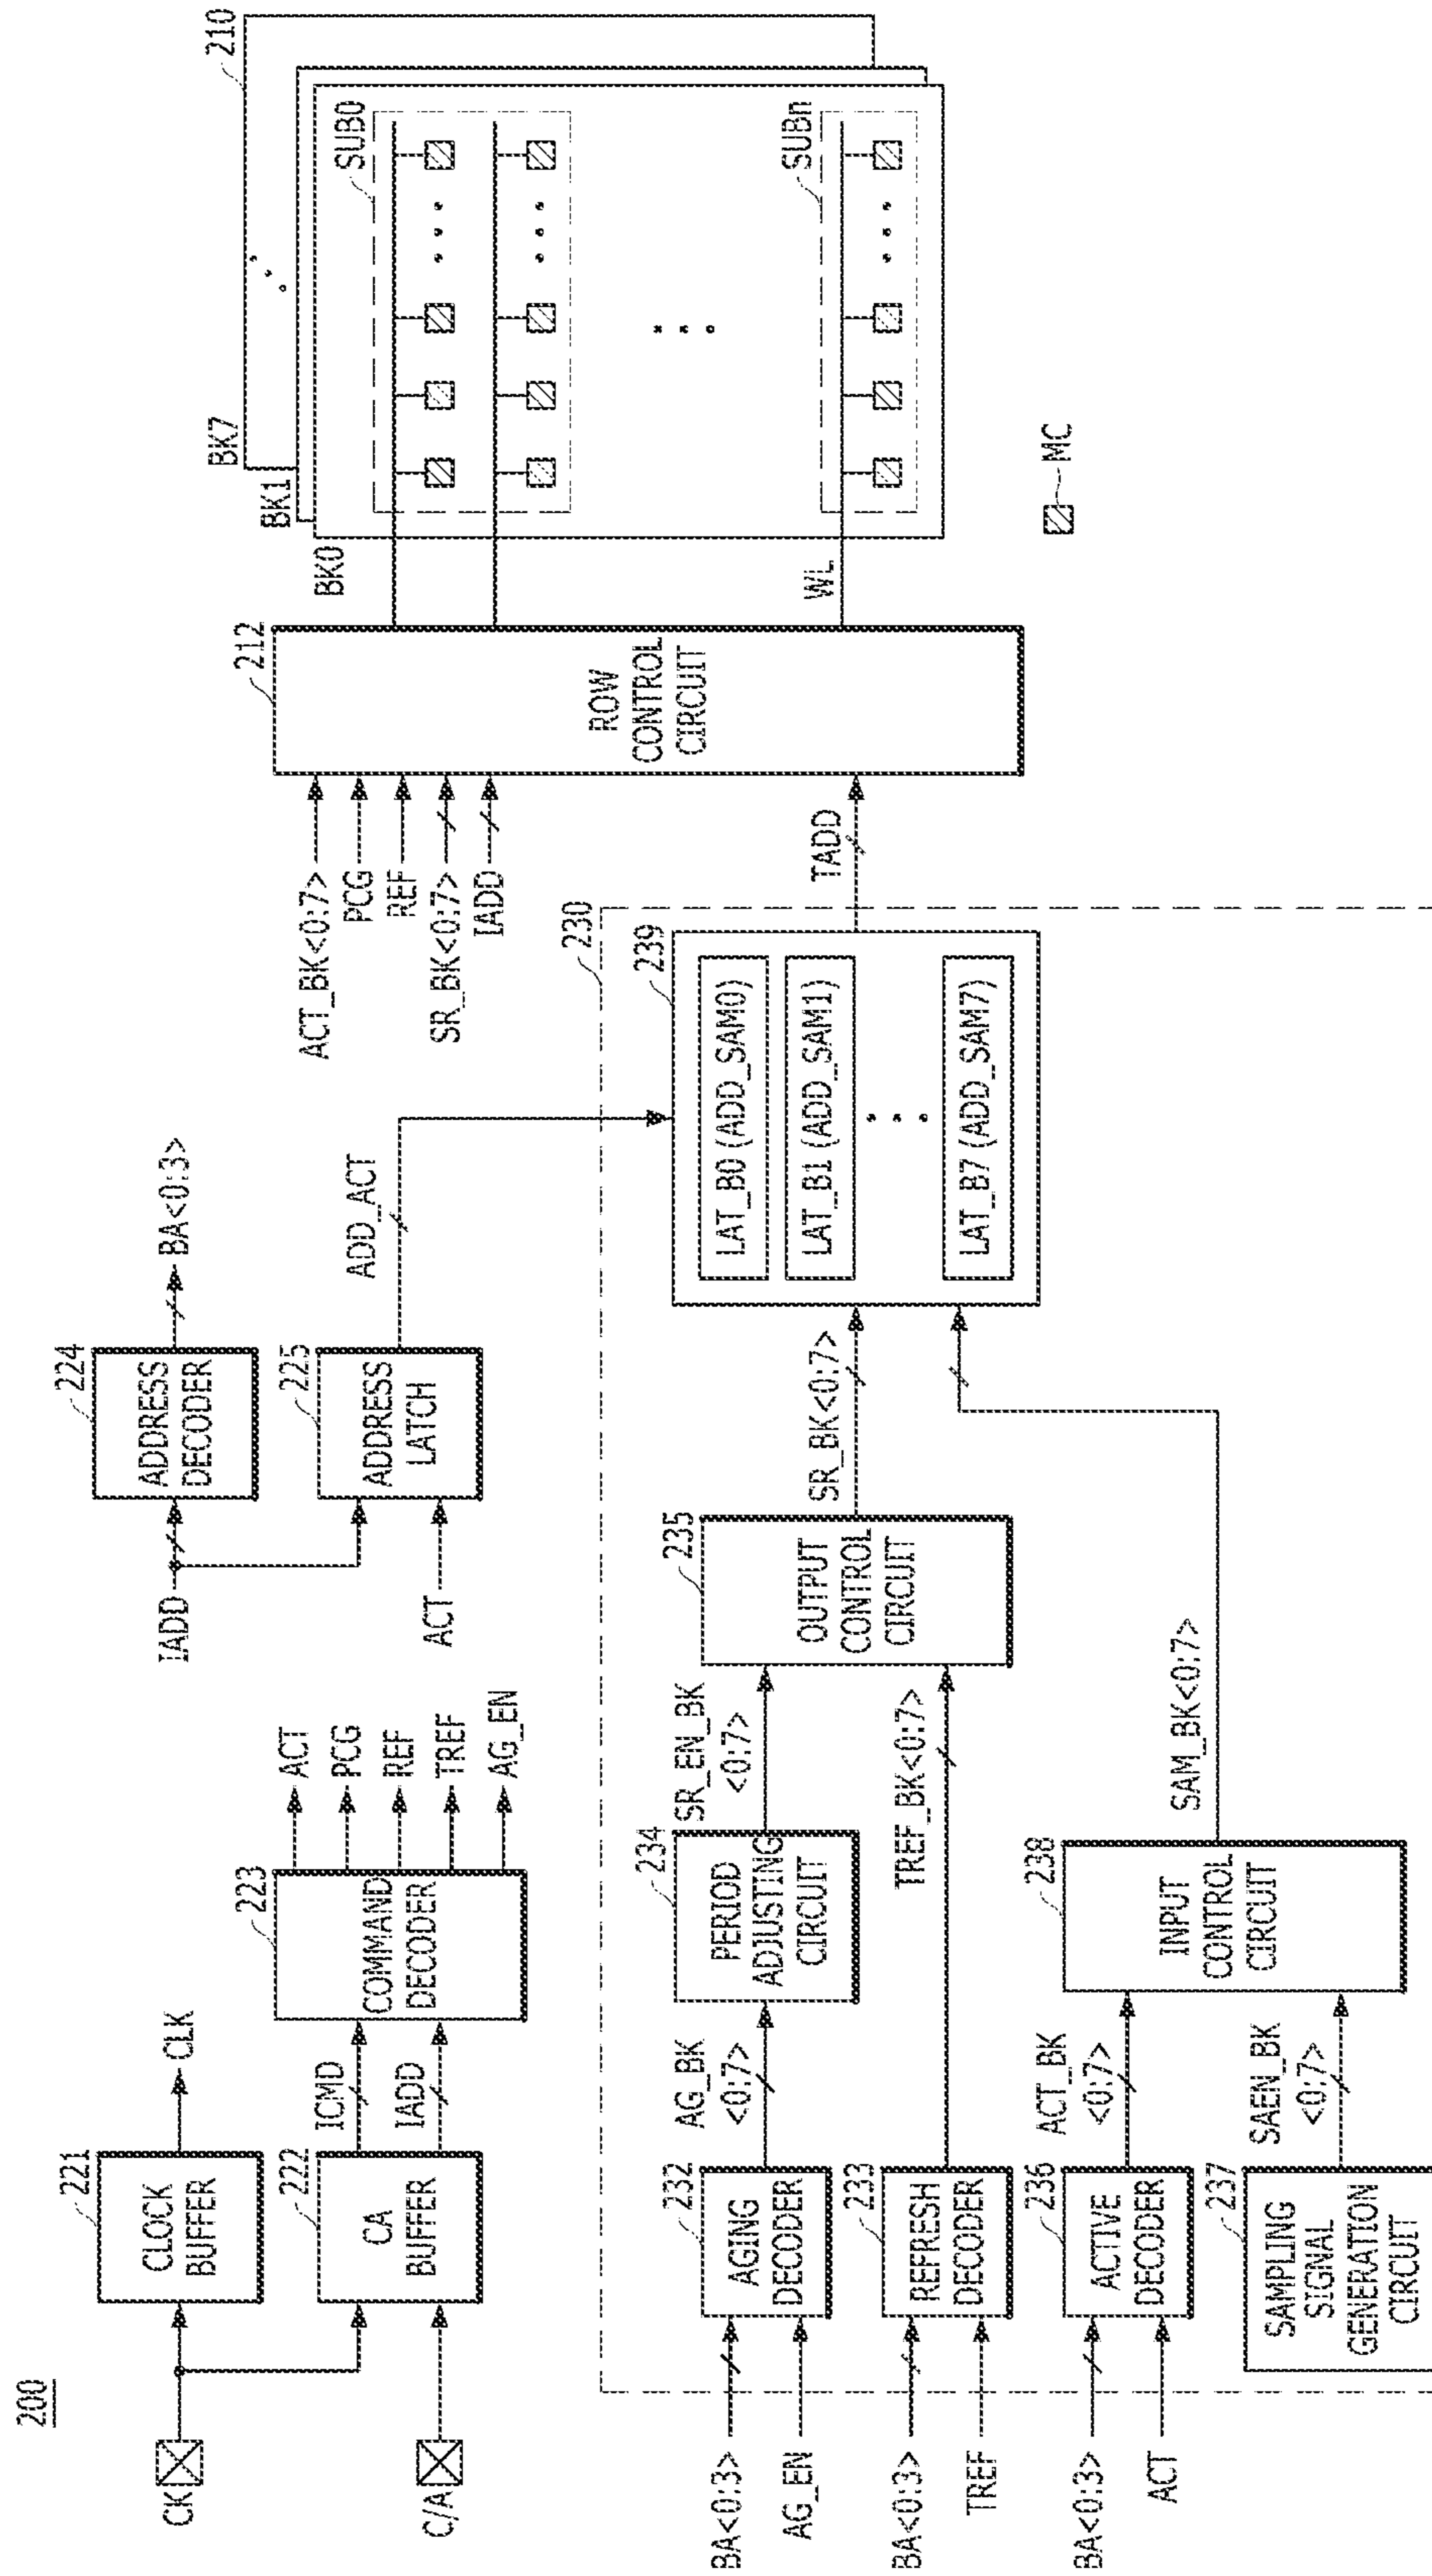 200
CK
C/A
221
CLOCK
BUFFER
CLK
222
CA
BUFFER
ICMD
IADD
223
COMMAND
DECODER
ACT
PCG
REF
TREF
AG_EN
IADD
ACT
224
ADDRESS
DECODER
BA<0:3>
225
ADDRESS
LATCH
ADD_ACT
ACT_BK<0:7>
PCG
REF
SR_BK<0:7>
IADD
212
ROW
CONTROL
CIRCUIT
TADD
WL
BK0
BK1
BK7
210
SUB0
SUBn
MC
230
BA<0:3>
AG_EN
232
AGING
DECODER
AG_BK
<0:7>
234
PERIOD
ADJUSTING
CIRCUIT
SR_EN_BK
<0:7>
BA<0:3>
TREF
233
REFRESH
DECODER
TREF_BK<0:7>
235
OUTPUT
CONTROL
CIRCUIT
SR_BK<0:7>
BA<0:3>
ACT
236
ACTIVE
DECODER
ACT_BK
<0:7>
237
SAMPLING
SIGNAL
GENERATION
CIRCUIT
SAEN_BK
<0:7>
238
INPUT
CONTROL
CIRCUIT
SAM_BK<0:7>
239
LAT_B0 (ADD_SAM0)
LAT_B1 (ADD_SAM1)
LAT_B7 (ADD_SAM7)